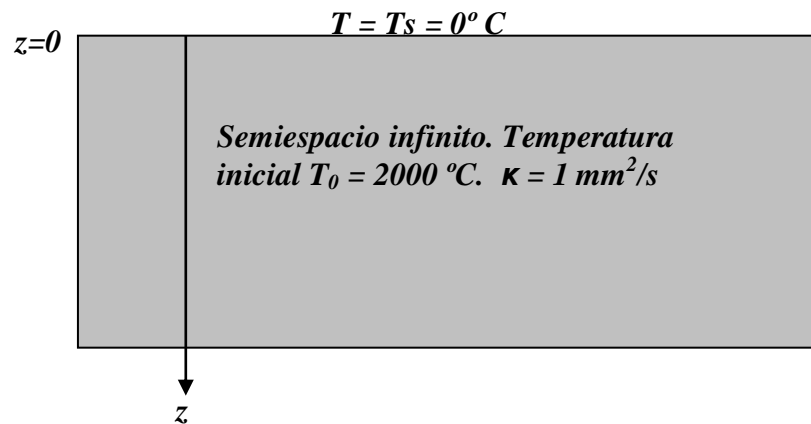 T = Ts = 0º C
z=0
Semiespacio infinito. Temperatura
inicial T₀ = 2000 ºC. κ = 1 mm²/s
z